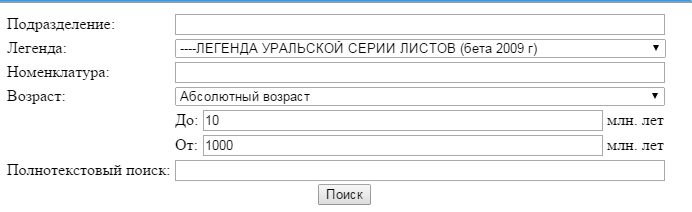 Подразделение:
Легенда: ----ЛЕГЕНДА УРАЛЬСКОЙ СЕРИИ ЛИСТОВ (бета 2009 г)
Номенклатура:
Возраст: Абсолютный возраст
До: 10 млн. лет
От: 1000 млн. лет
Полнотекстовый поиск:
Поиск